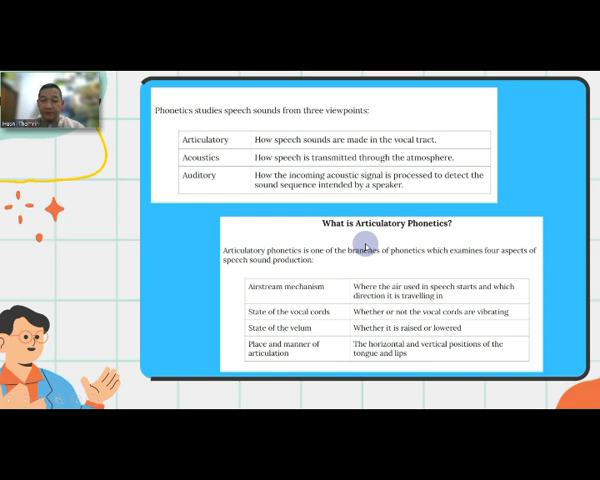 Phonetics studies speech sounds from three viewpoints:
Articulatory How speech sounds are made in the vocal tract.
Acoustics How speech is transmitted through the atmosphere.
Auditory How the incoming acoustic signal is processed to detect the
sound sequence intended by a speaker.
What is Articulatory Phonetics?
Articulatory phonetics is one of the branches of phonetics which examines four aspects of
speech sound production:
Airstream mechanism Where the air used in speech starts and which
direction it is travelling in
State of the vocal cords Whether or not the vocal cords are vibrating
State of the velum Whether it is raised or lowered
Place and manner of The horizontal and vertical positions of the
articulation tongue and lips